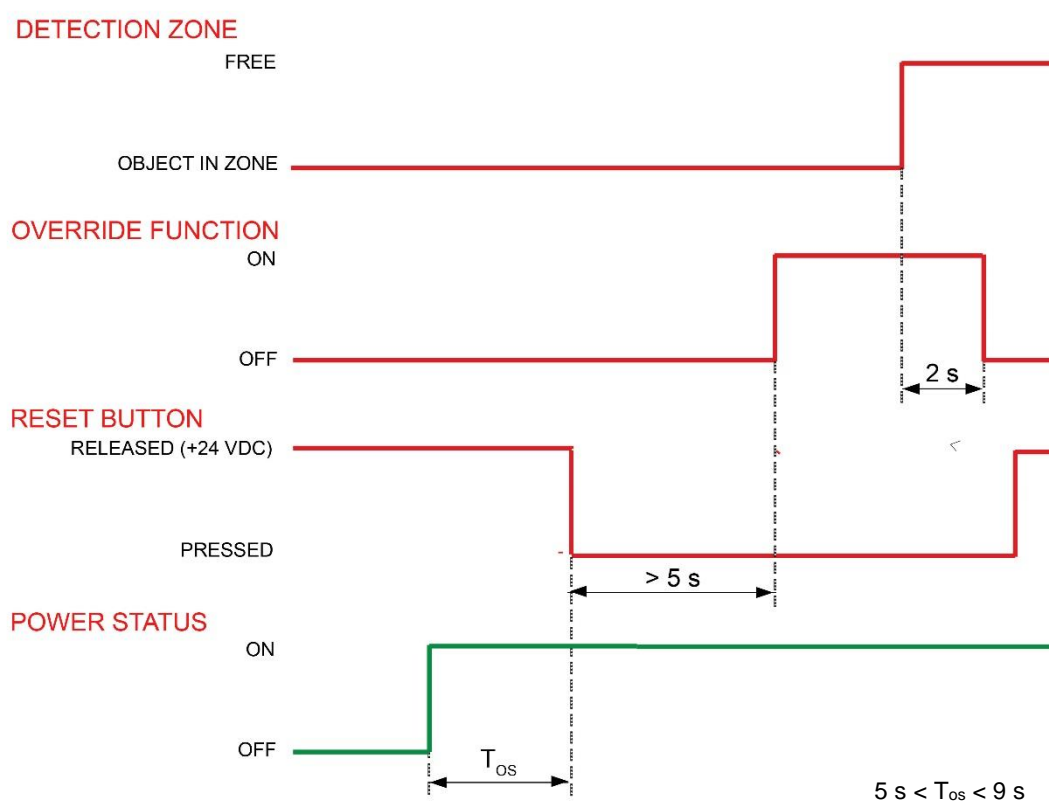 DETECTION ZONE
FREE
OBJECT IN ZONE
OVERRIDE FUNCTION
ON
OFF
2 s
RESET BUTTON
RELEASED (+24 VDC)
PRESSED
> 5 s
POWER STATUS
ON
OFF
Tos
5 s < Tos < 9 s